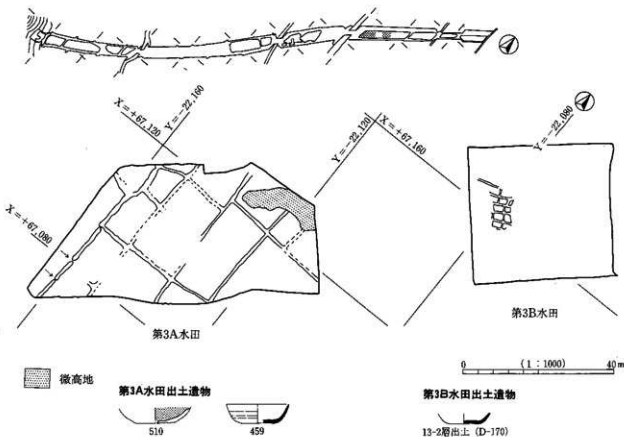 X=+67,120
Y=-22,160
Y=-22,120
X=+67,160
Y=-22,080
X=+67,080
第3A水田
第3B水田
微高地
0 (1:1000) 40m
第3A水田出土遺物
510
459
第3B水田出土遺物
13-2層出土 (D-170)